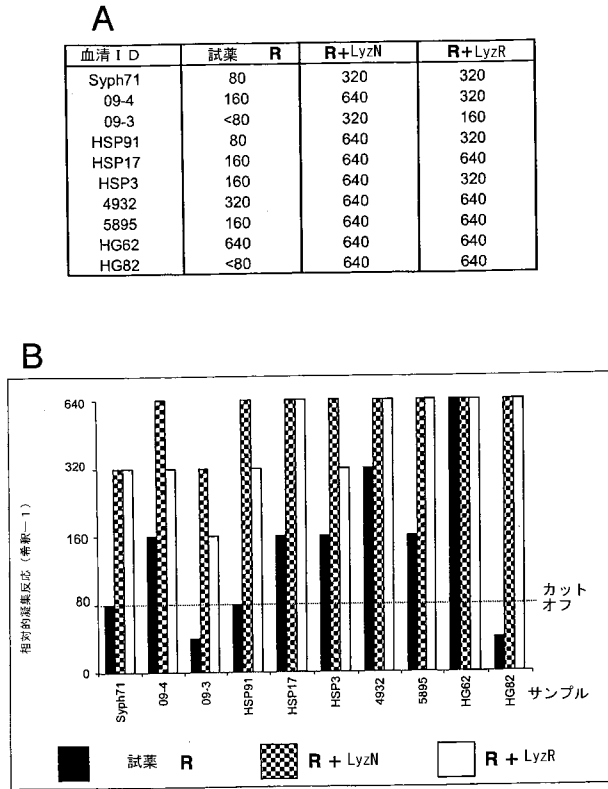 A
血清ID 試薬 R R+LyzN R+LyzR
Syph71 80 320 320
09-4 160 640 320
09-3 <80 320 160
HSP91 80 640 320
HSP17 160 640 640
HSP3 160 640 320
4932 320 640 640
5895 160 640 640
HG62 640 640 640
HG82 <80 640 640
B
相対的凝集反応(希釈ー1)
640
320
160
80
0
カット
オフ
Syph71 09-4 09-3 HSP91 HSP17 HSP3 4932 5895 HG62 HG82
サンプル
試薬 R R + LyzN R + LyzR